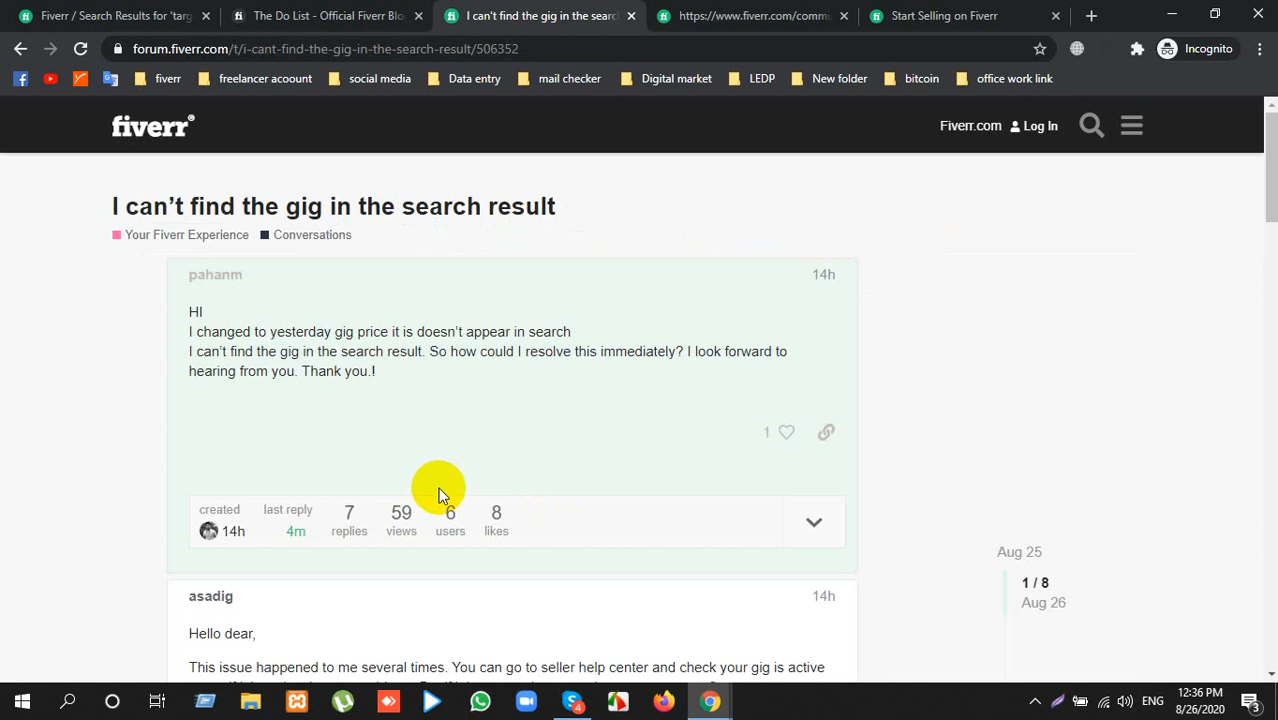 Fiverr / Search Results for 'targ
The Do List - Official Fiverr Blog
I can't find the gig in the search
https://www.fiverr.com/commu
Start Selling on Fiverr
forum.fiverr.com/t/i-cant-find-the-gig-in-the-search-result/506352
Incognito
fiverr
freelancer acoount
social media
Data entry
mail checker
Digital market
LEDP
New folder
bitcoin
office work link
fiverr®
Fiverr.com
Log In
I can't find the gig in the search result
Your Fiverr Experience
Conversations
pahanm
14h
HI
I changed to yesterday gig price it is doesn't appear in search
I can't find the gig in the search result. So how could I resolve this immediately? I look forward to
hearing from you. Thank you.!
1
created
last reply
7
59
6
8
14h
4m
replies
views
users
likes
Aug 25
1 / 8
Aug 26
asadig
14h
Hello dear,
This issue happened to me several times. You can go to seller help center and check your gig is active
4
ENG
12:36 PM
8/26/2020
3